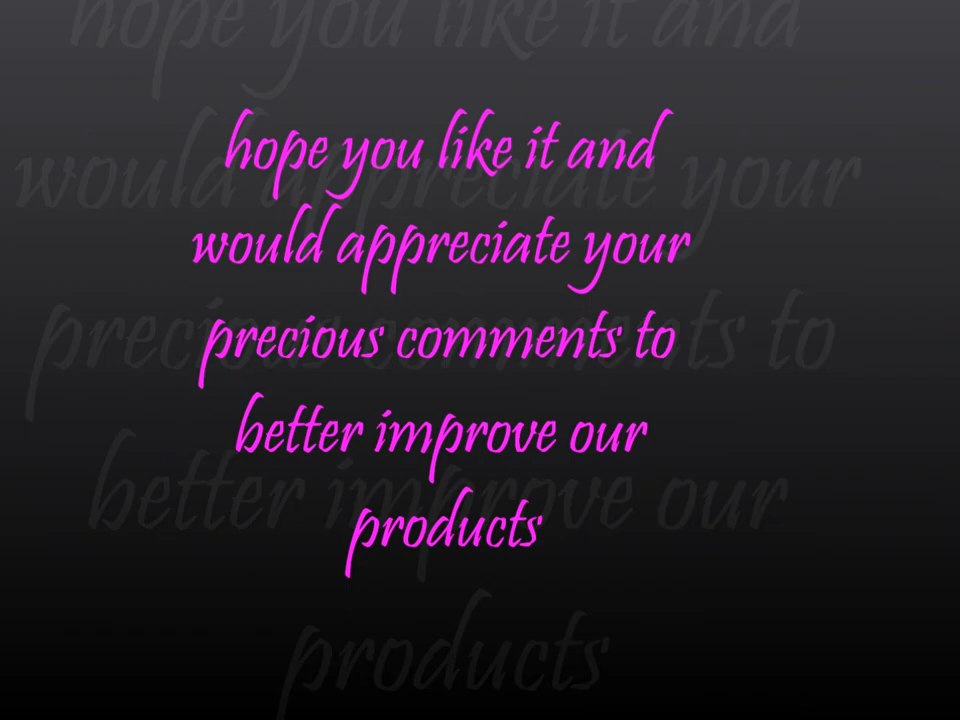 hope you like it and
would appreciate your
precious comments to
better improve our
products